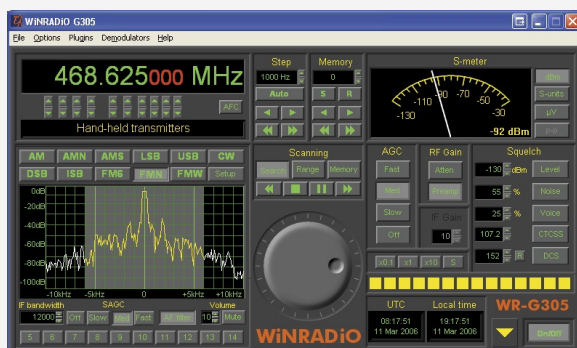 WiNRADiO G305
File Options Plugins Demodulators Help
468.625000 MHz
AFC
Hand-held transmitters
Step
1000 Hz
Auto
Memory
0
S R
S-meter
-130 -110 -90 -70 -50 -30
-92 dBm
dBm
S-units
µV
p-p
AM AMN AMS LSB USB CW
DSB ISB FM6 FMN FMW Setup
0dB
-20dB
-40dB
-60dB
-80dB
-100dB
-10kHz -5kHz 0 5kHz 10kHz
IF bandwidth SAGC Volume
12000 Off Slow Med Fast AF filter 10 Mute
5 6 7 8 9 10 11 12 13 14
Scanning
Search Range Memory
WiNRADiO
AGC
Fast
Med
Slow
Off
RF Gain
Atten
Preamp
IF Gain
10
x0.1 x1 x10 S
Squelch
-130 dBm Level
55 % Noise
25 % Voice
107.2 CTCSS
152 R DCS
UTC Local time
08:17:51 19:17:51
11 Mar 2006 11 Mar 2006
WR-G305
On/Off